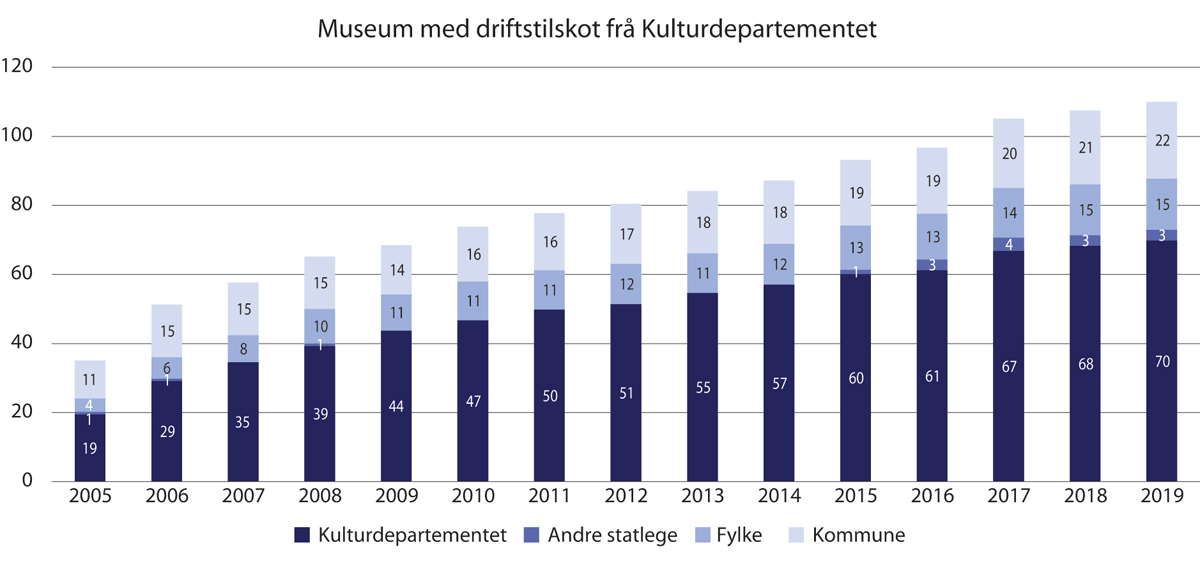 Museum med driftstilskot frå Kulturdepartementet
120
100
80
60
40
20
0
11 4 1 19
15 6 1 29
15 8 35
15 10 1 39
14 11 44
16 11 47
16 11 50
17 12 51
18 11 55
18 12 57
19 13 1 60
19 13 3 61
20 14 4 67
21 15 3 68
22 15 3 70
2005 2006 2007 2008 2009 2010 2011 2012 2013 2014 2015 2016 2017 2018 2019
Kulturdepartementet Andre statlege Fylke Kommune